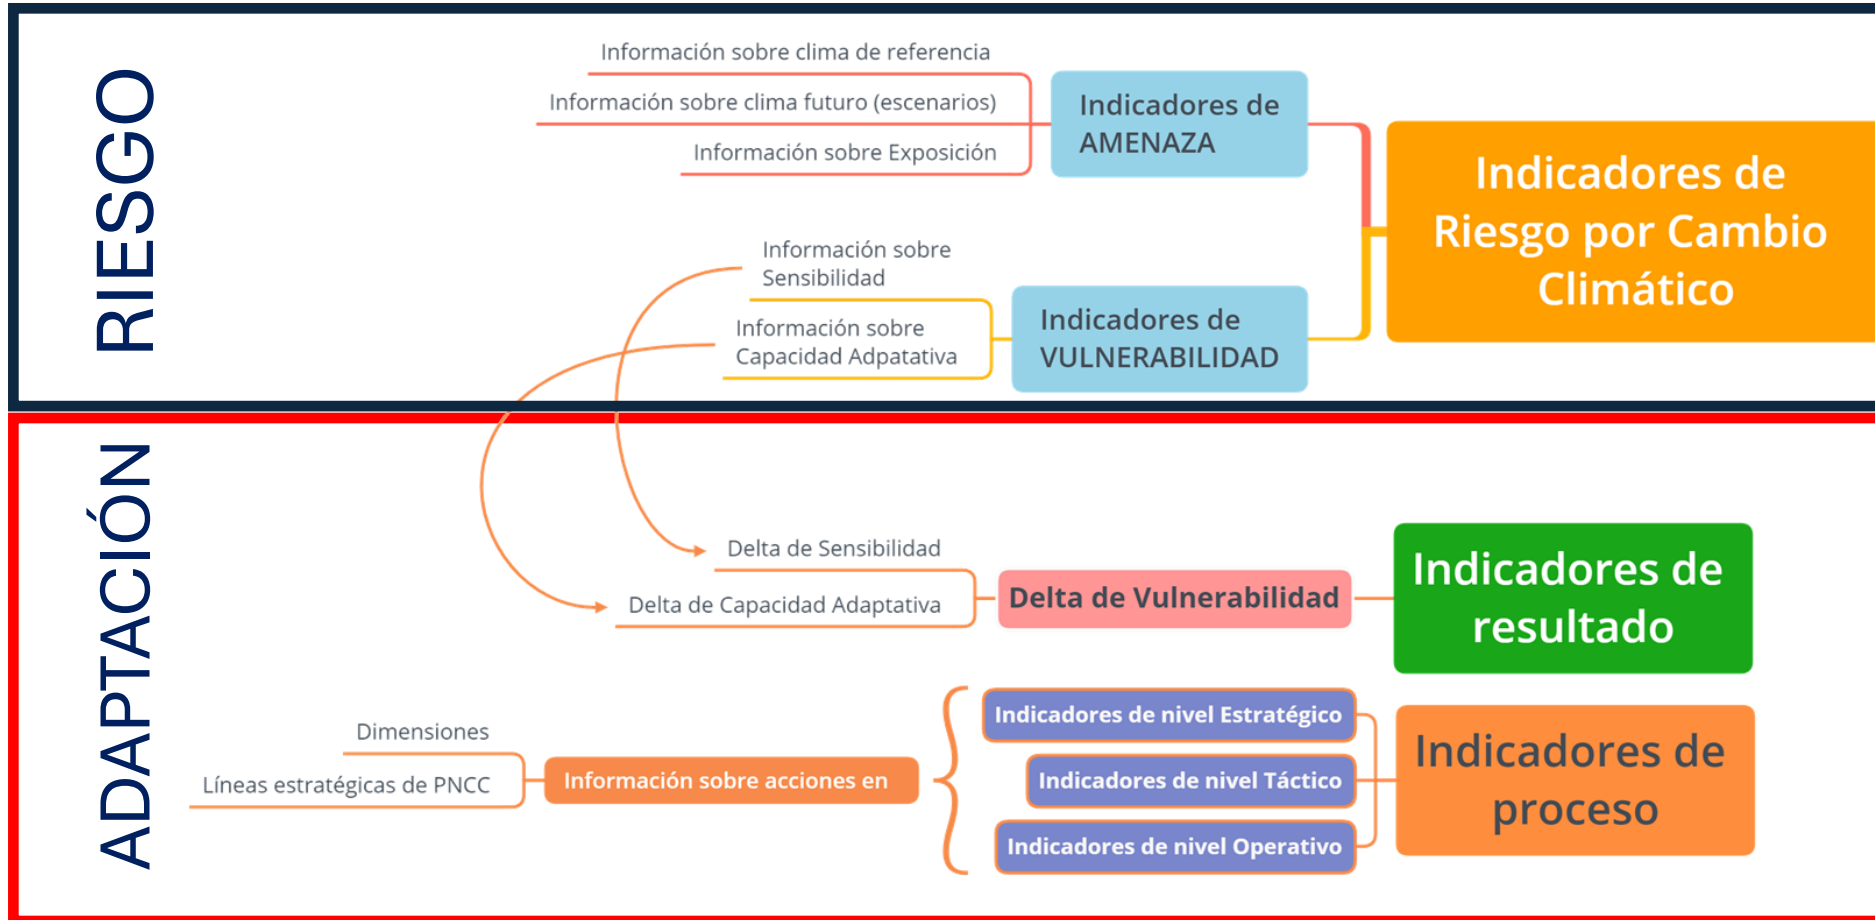 RIESGO
Información sobre clima de referencia
Información sobre clima futuro (escenarios)
Información sobre Exposición
Indicadores de
AMENAZA
Información sobre
Sensibilidad
Información sobre
Capacidad Adpatativa
Indicadores de
VULNERABILIDAD
Indicadores de
Riesgo por Cambio
Climático
ADAPTACIÓN
Delta de Sensibilidad
Delta de Capacidad Adaptativa
Delta de Vulnerabilidad
Indicadores de
resultado
Dimensiones
Líneas estratégicas de PNCC
Información sobre acciones en
Indicadores de nivel Estratégico
Indicadores de nivel Táctico
Indicadores de nivel Operativo
Indicadores de
proceso